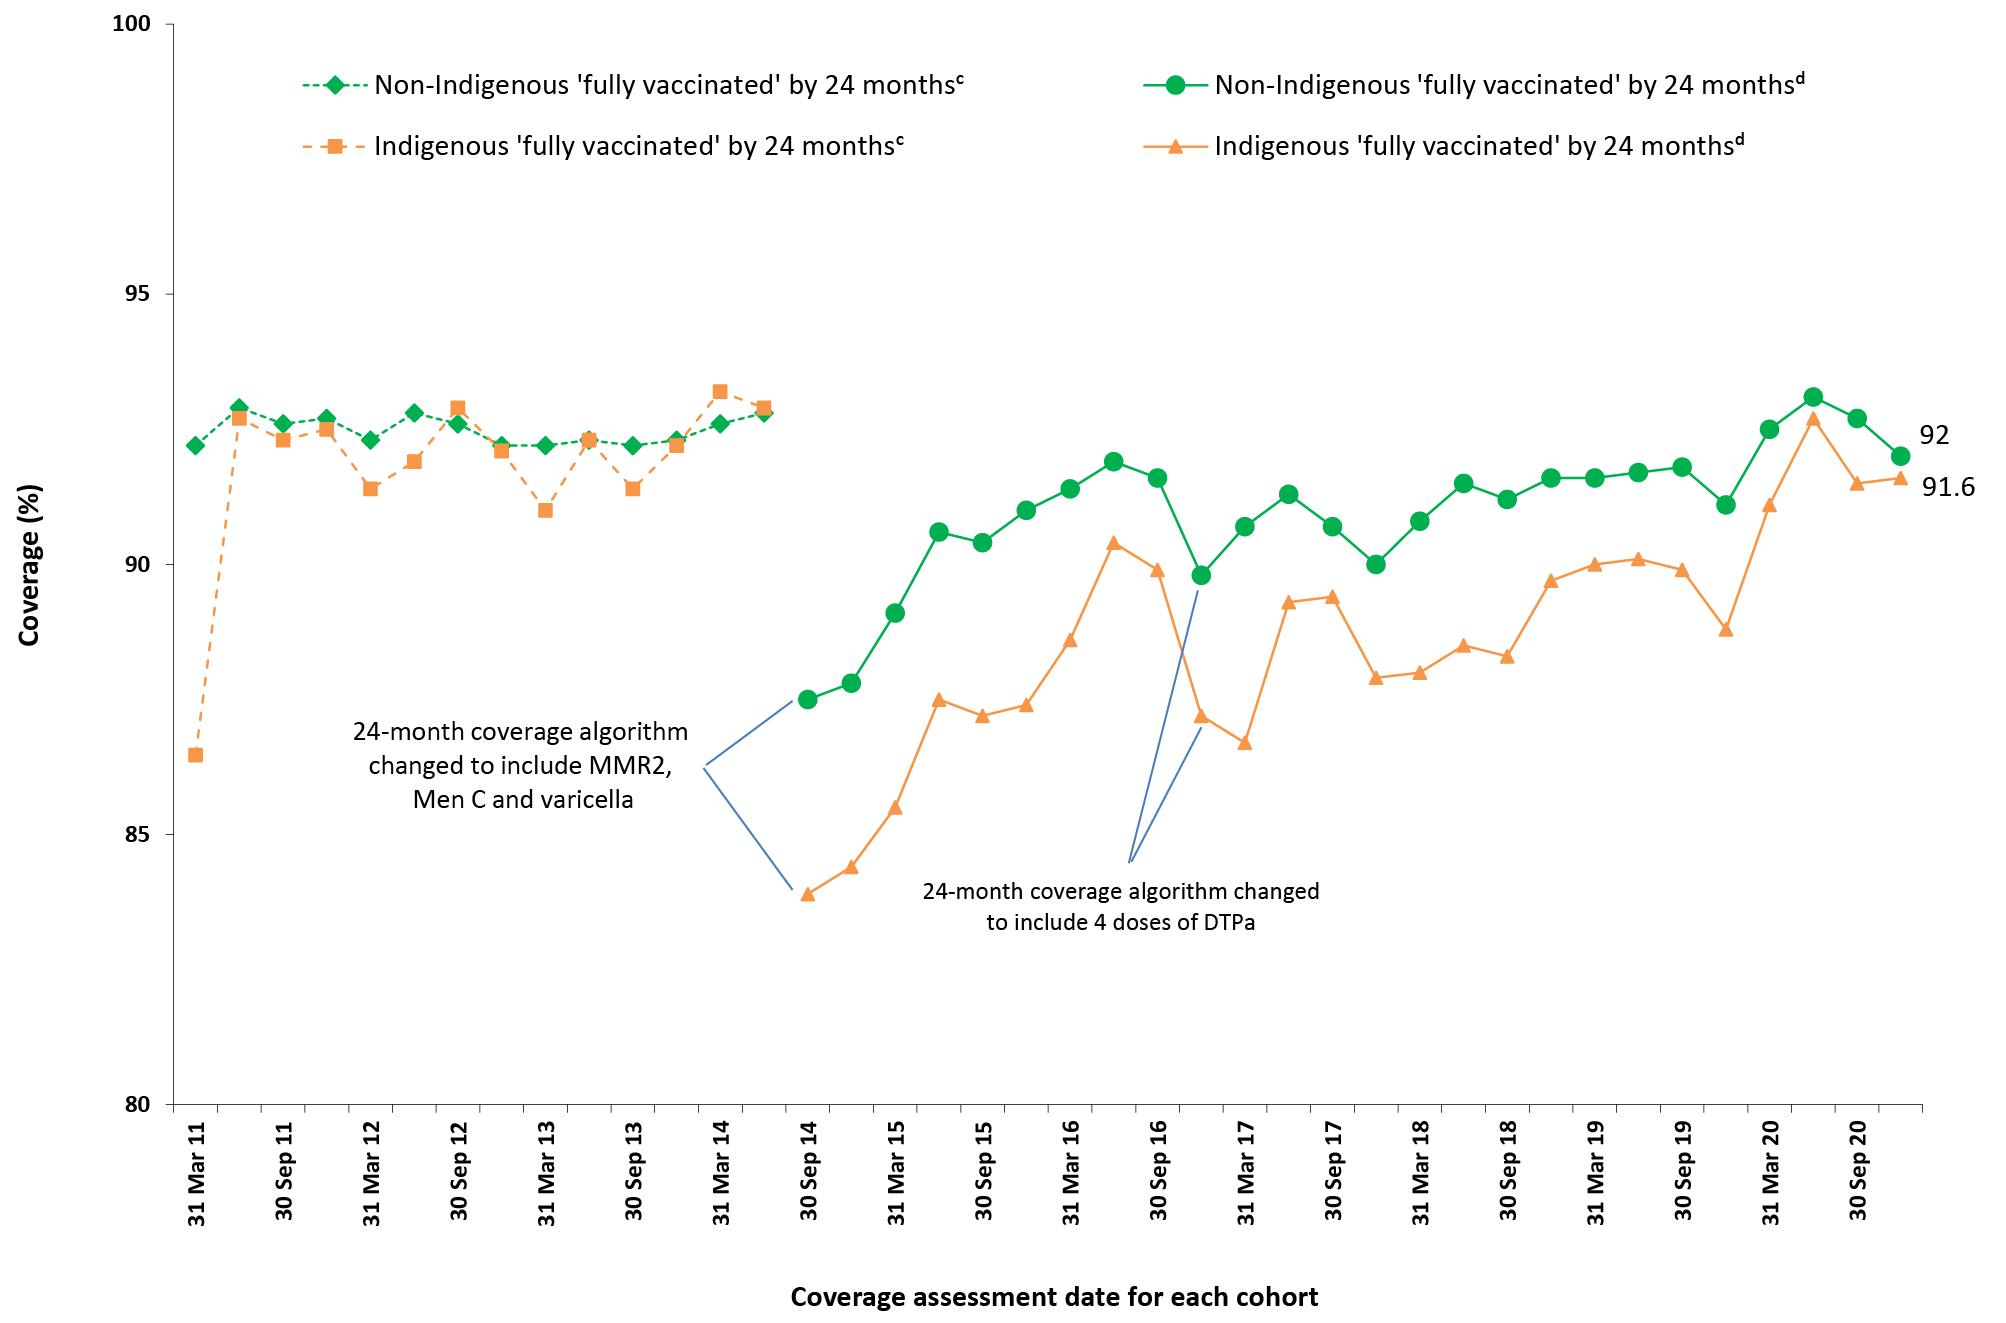 100
95
90
85
80
Coverage (%)
Non-Indigenous 'fully vaccinated' by 24 monthsᶜ
Non-Indigenous 'fully vaccinated' by 24 monthsᵈ
Indigenous 'fully vaccinated' by 24 monthsᶜ
Indigenous 'fully vaccinated' by 24 monthsᵈ
92
91.6
24-month coverage algorithm
changed to include MMR2,
Men C and varicella
24-month coverage algorithm changed
to include 4 doses of DTPa
31 Mar 11
30 Sep 11
31 Mar 12
30 Sep 12
31 Mar 13
30 Sep 13
31 Mar 14
30 Sep 14
31 Mar 15
30 Sep 15
31 Mar 16
30 Sep 16
31 Mar 17
30 Sep 17
31 Mar 18
30 Sep 18
31 Mar 19
30 Sep 19
31 Mar 20
30 Sep 20
Coverage assessment date for each cohort